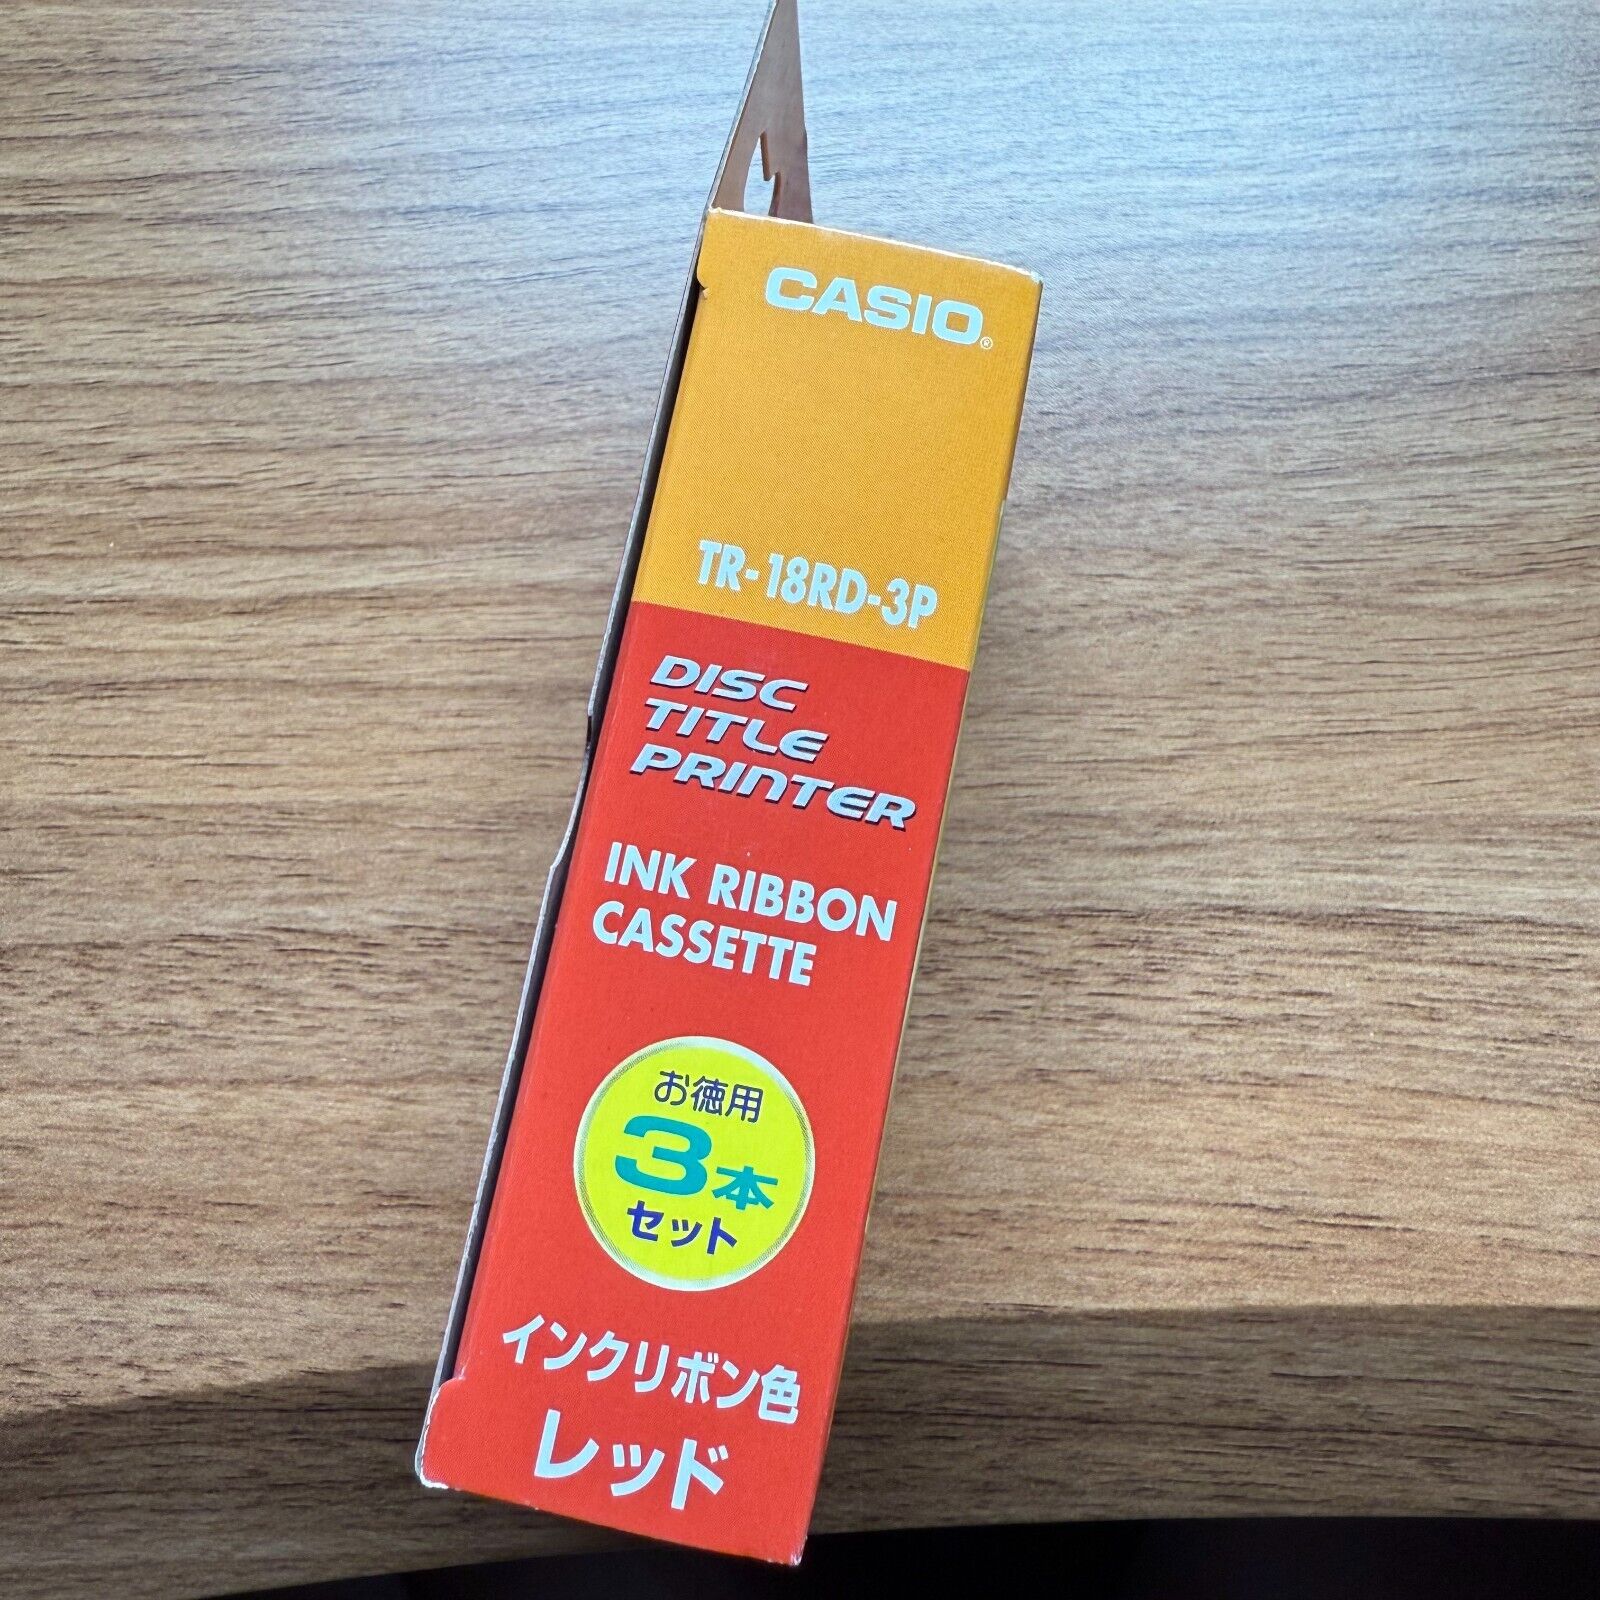 CASIO®
TR-18RD-3P
DISC
TITLE
PRINTER
INK RIBBON
CASSETTE
お徳用
3本
セット
インクリボン色
レッド